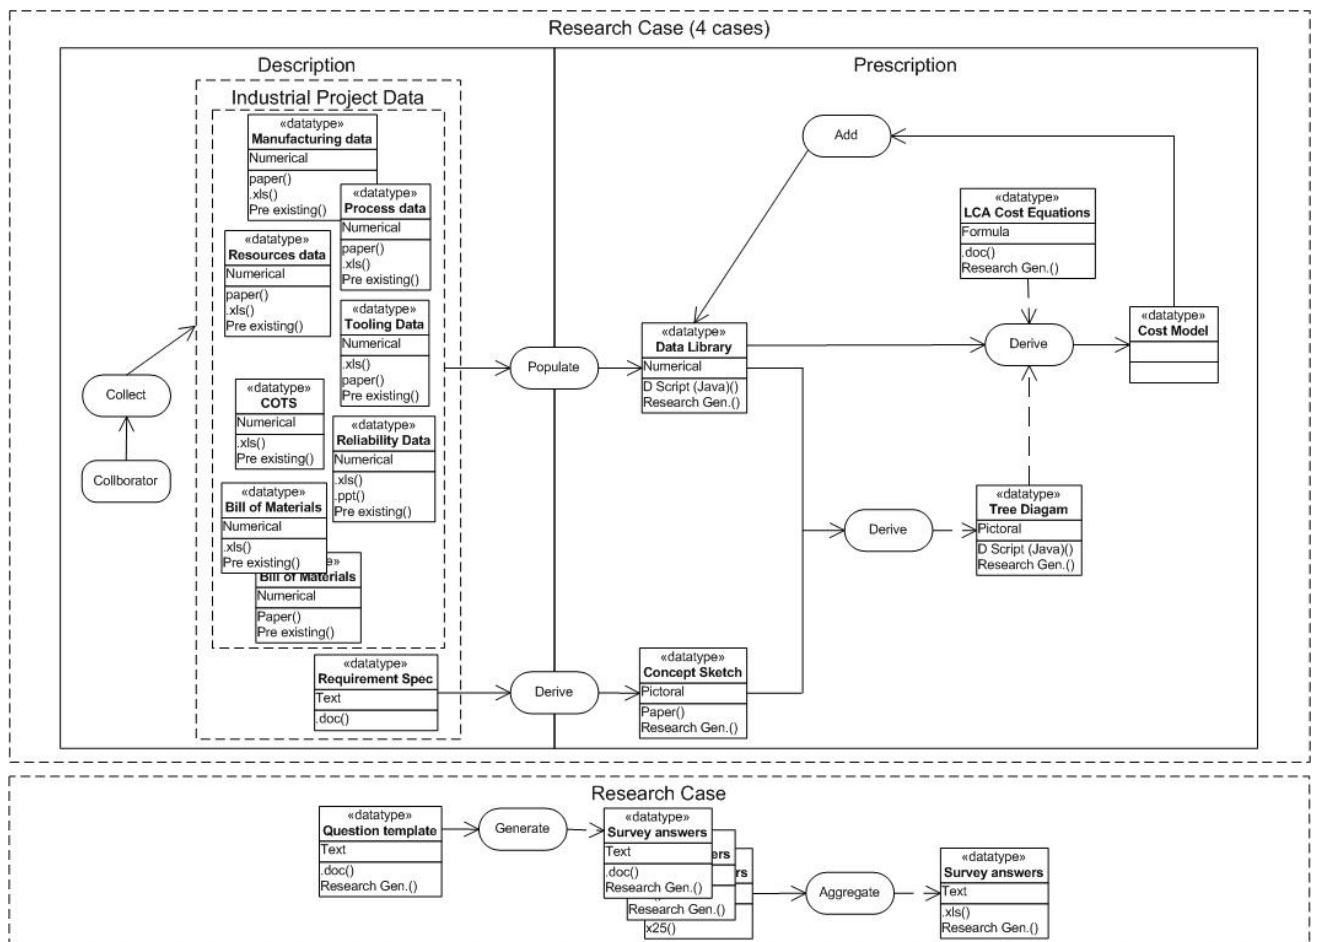 Research Case (4 cases)
Description
Prescription
Industrial Project Data
«datatype»
Manufacturing data
Numerical
paper()
.xls()
Pre existing()
«datatype»
Process data
Numerical
paper()
.xls()
Pre existing()
«datatype»
Resources data
Numerical
paper()
.xls()
Pre existing()
«datatype»
Tooling Data
Numerical
.xls()
paper()
Pre existing()
«datatype»
COTS
Numerical
.xls()
Pre existing()
«datatype»
Reliability Data
Numerical
.xls()
.ppt()
Pre existing()
«datatype»
Bill of Materials
Numerical
.xls()
Pre existing()
e»
Bill of Materials
Numerical
Paper()
Pre existing()
«datatype»
Requirement Spec
Text
.doc()
Collect
Collborator
Populate
Derive
Add
«datatype»
LCA Cost Equations
Formula
.doc()
Research Gen.()
«datatype»
Data Library
Numerical
D Script (Java)()
Research Gen.()
Derive
«datatype»
Cost Model
Derive
«datatype»
Tree Diagam
Pictoral
D Script (Java)()
Research Gen.()
«datatype»
Concept Sketch
Pictoral
Paper()
Research Gen.()
Research Case
«datatype»
Question template
Text
.doc()
Research Gen.()
Generate
«datatype»
Survey answers
Text
.doc()
Research Gen.()
ers
Research Gen.()
rs
x25()
Aggregate
«datatype»
Survey answers
Text
.xls()
Research Gen.()